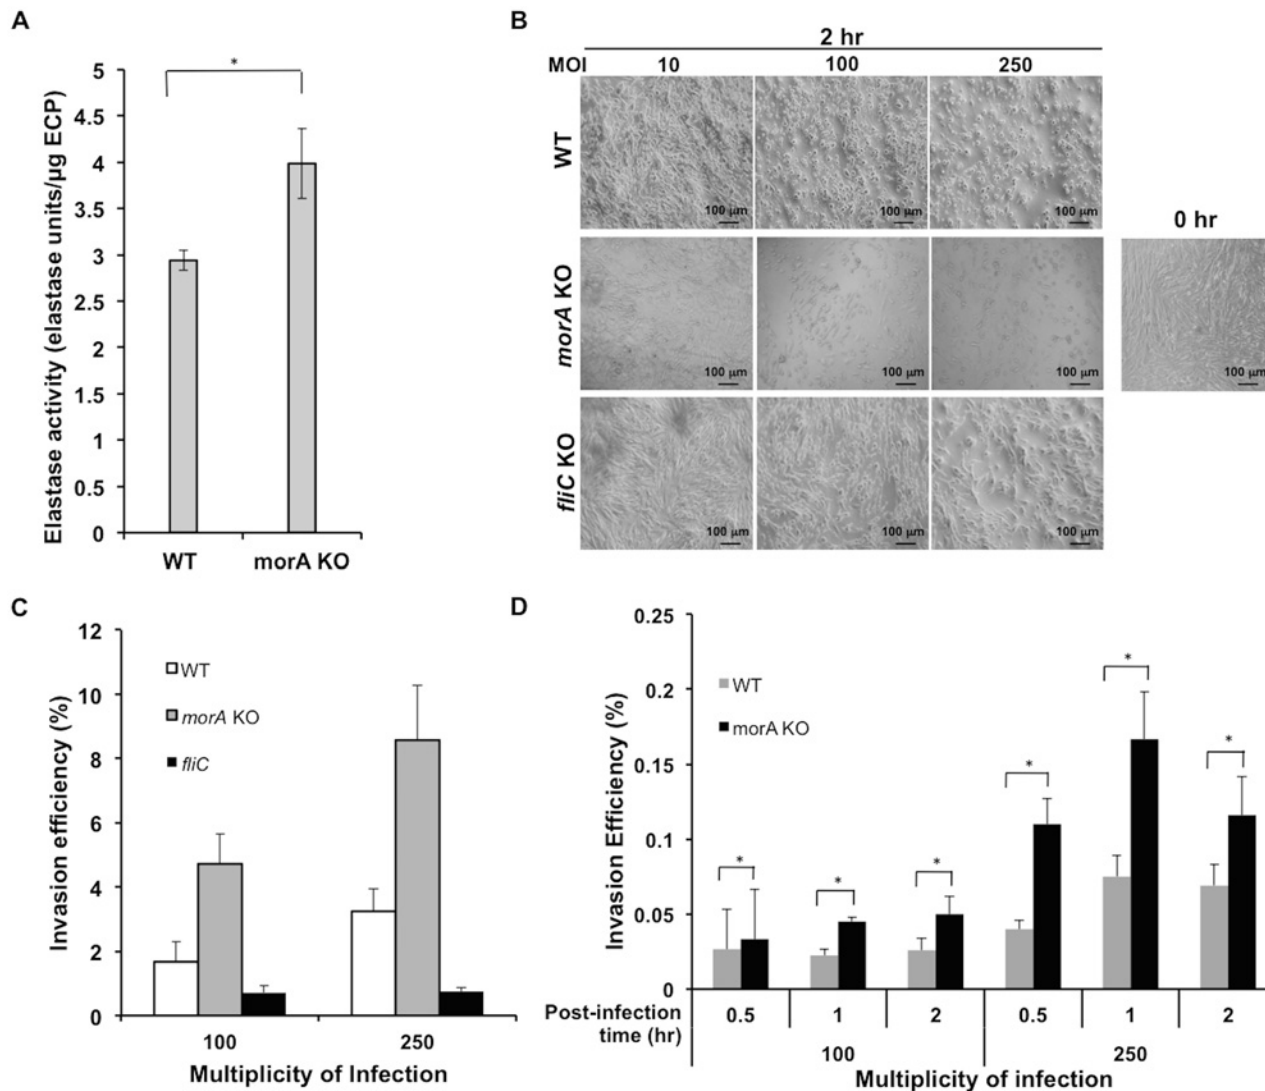 A
*
5
4.5
4
3.5
3
2.5
2
1.5
1
0.5
0
Elastase activity (elastase units/µg ECP)
WT morA KO
B
2 hr
MOI 10 100 250
WT
100 µm 100 µm 100 µm
0 hr
morA KO
100 µm 100 µm 100 µm 100 µm
fliC KO
100 µm 100 µm 100 µm
C
12
10
8
6
4
2
0
Invasion efficiency (%)
WT
morA KO
fliC
100 250
Multiplicity of Infection
D
0.25
0.2
0.15
0.1
0.05
0
Invasion Efficiency (%)
WT
morA KO
* * * * * *
Post-infection time (hr) 0.5 1 2 0.5 1 2
100 250
Multiplicity of infection